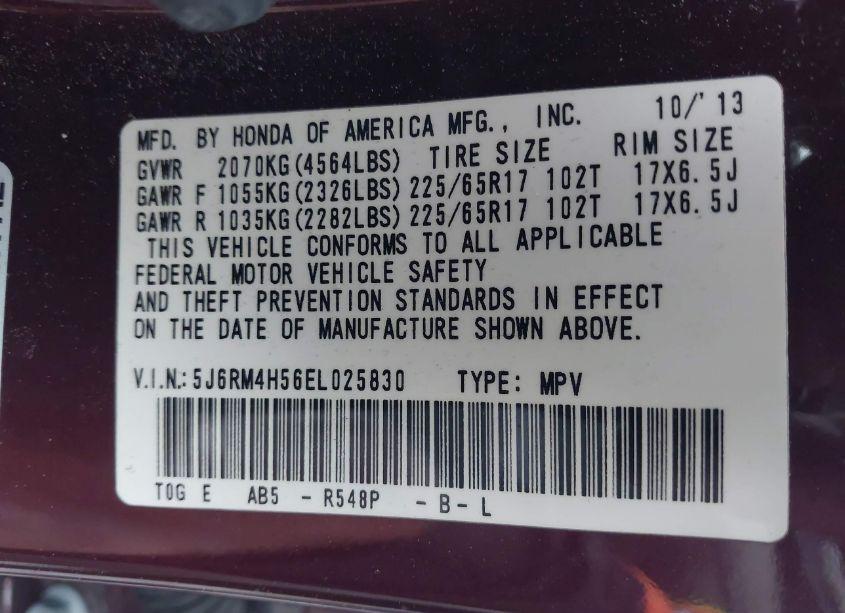 MFD. BY HONDA OF AMERICA MFG., INC. 10/'13
GVWR 2070KG(4564LBS) TIRE SIZE RIM SIZE
GAWR F 1055KG(2326LBS) 225/65R17 102T 17X6.5J
GAWR R 1035KG(2282LBS) 225/65R17 102T 17X6.5J
THIS VEHICLE CONFORMS TO ALL APPLICABLE
FEDERAL MOTOR VEHICLE SAFETY
AND THEFT PREVENTION STANDARDS IN EFFECT
ON THE DATE OF MANUFACTURE SHOWN ABOVE.
V.I.N.: 5J6RM4H56EL025830 TYPE: MPV
T0G E AB5 - R548P - B - L